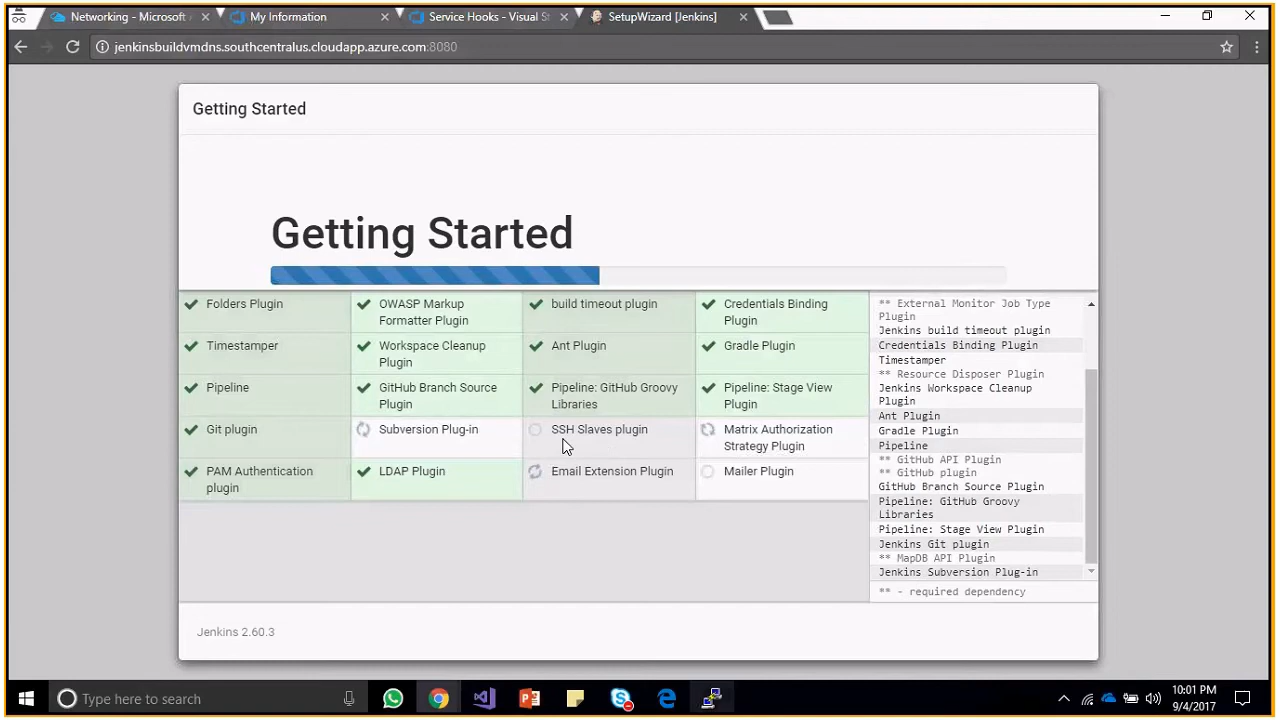 Networking - Microsoft
My Information
Service Hooks - Visual St
SetupWizard [Jenkins]
jenkinsbuildvmdns.southcentralus.cloudapp.azure.com:8080
Getting Started
Getting Started
Folders Plugin
OWASP Markup
Formatter Plugin
build timeout plugin
Credentials Binding
Plugin
Timestamper
Workspace Cleanup
Plugin
Ant Plugin
Gradle Plugin
Pipeline
GitHub Branch Source
Plugin
Pipeline: GitHub Groovy
Libraries
Pipeline: Stage View
Plugin
Git plugin
Subversion Plug-in
SSH Slaves plugin
Matrix Authorization
Strategy Plugin
PAM Authentication
plugin
LDAP Plugin
Email Extension Plugin
Mailer Plugin
** External Monitor Job Type
Plugin
Jenkins build timeout plugin
Credentials Binding Plugin
Timestamper
** Resource Disposer Plugin
Jenkins Workspace Cleanup
Plugin
Ant Plugin
Gradle Plugin
Pipeline
** GitHub API Plugin
** GitHub plugin
GitHub Branch Source Plugin
Pipeline: GitHub Groovy
Libraries
Pipeline: Stage View Plugin
Jenkins Git plugin
** MapDB API Plugin
Jenkins Subversion Plug-in
** - required dependency
Jenkins 2.60.3
Type here to search
10:01 PM
9/4/2017